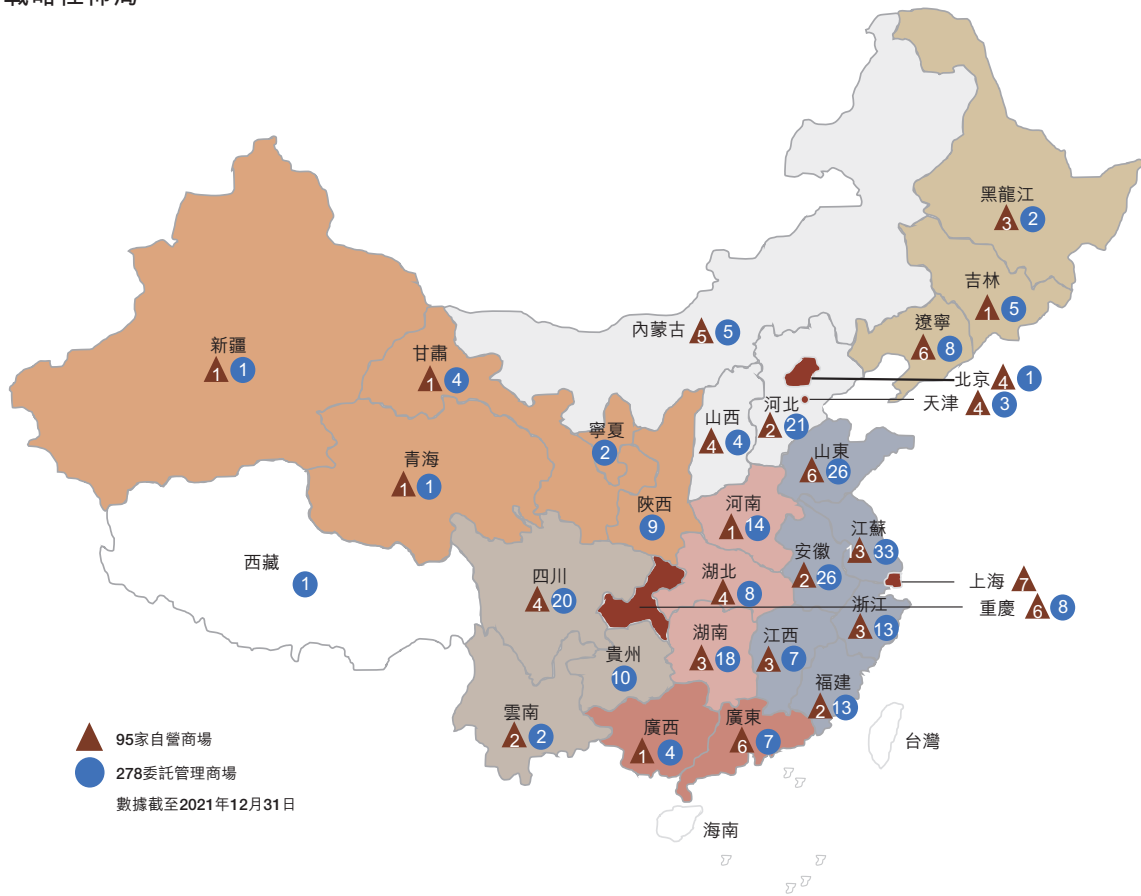 戰略性佈局
黑龍江
3 2
吉林
1 5
遼寧
6 8
內蒙古 5 5
新疆
1 1
甘肅
1 4
北京 4 1
天津 4 3
河北
2 21
山西
4 4
寧夏
2
山東
6 26
青海
1 1
陝西
9
河南
1 14
江蘇
13 33
安徽
2 26
西藏
1
四川
4 20
湖北
4 8
上海 7
重慶 6 8
浙江
3 13
湖南
3 18
江西
3 7
貴州
10
福建
2 13
雲南
2 2
廣西
1 4
廣東
6 7
台灣
海南
95家自營商場
278委託管理商場
數據截至2021年12月31日